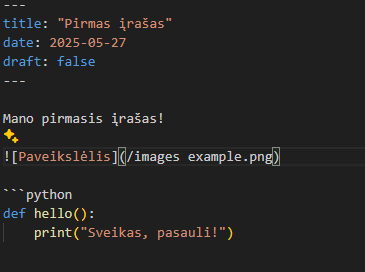 ---
title: "Pirmas įrašas"
date: 2025-05-27
draft: false
---
Mano pirmasis įrašas!
![Paveikslėlis](/images example.png)
```python
def hello():
    print("Sveikas, pasauli!")